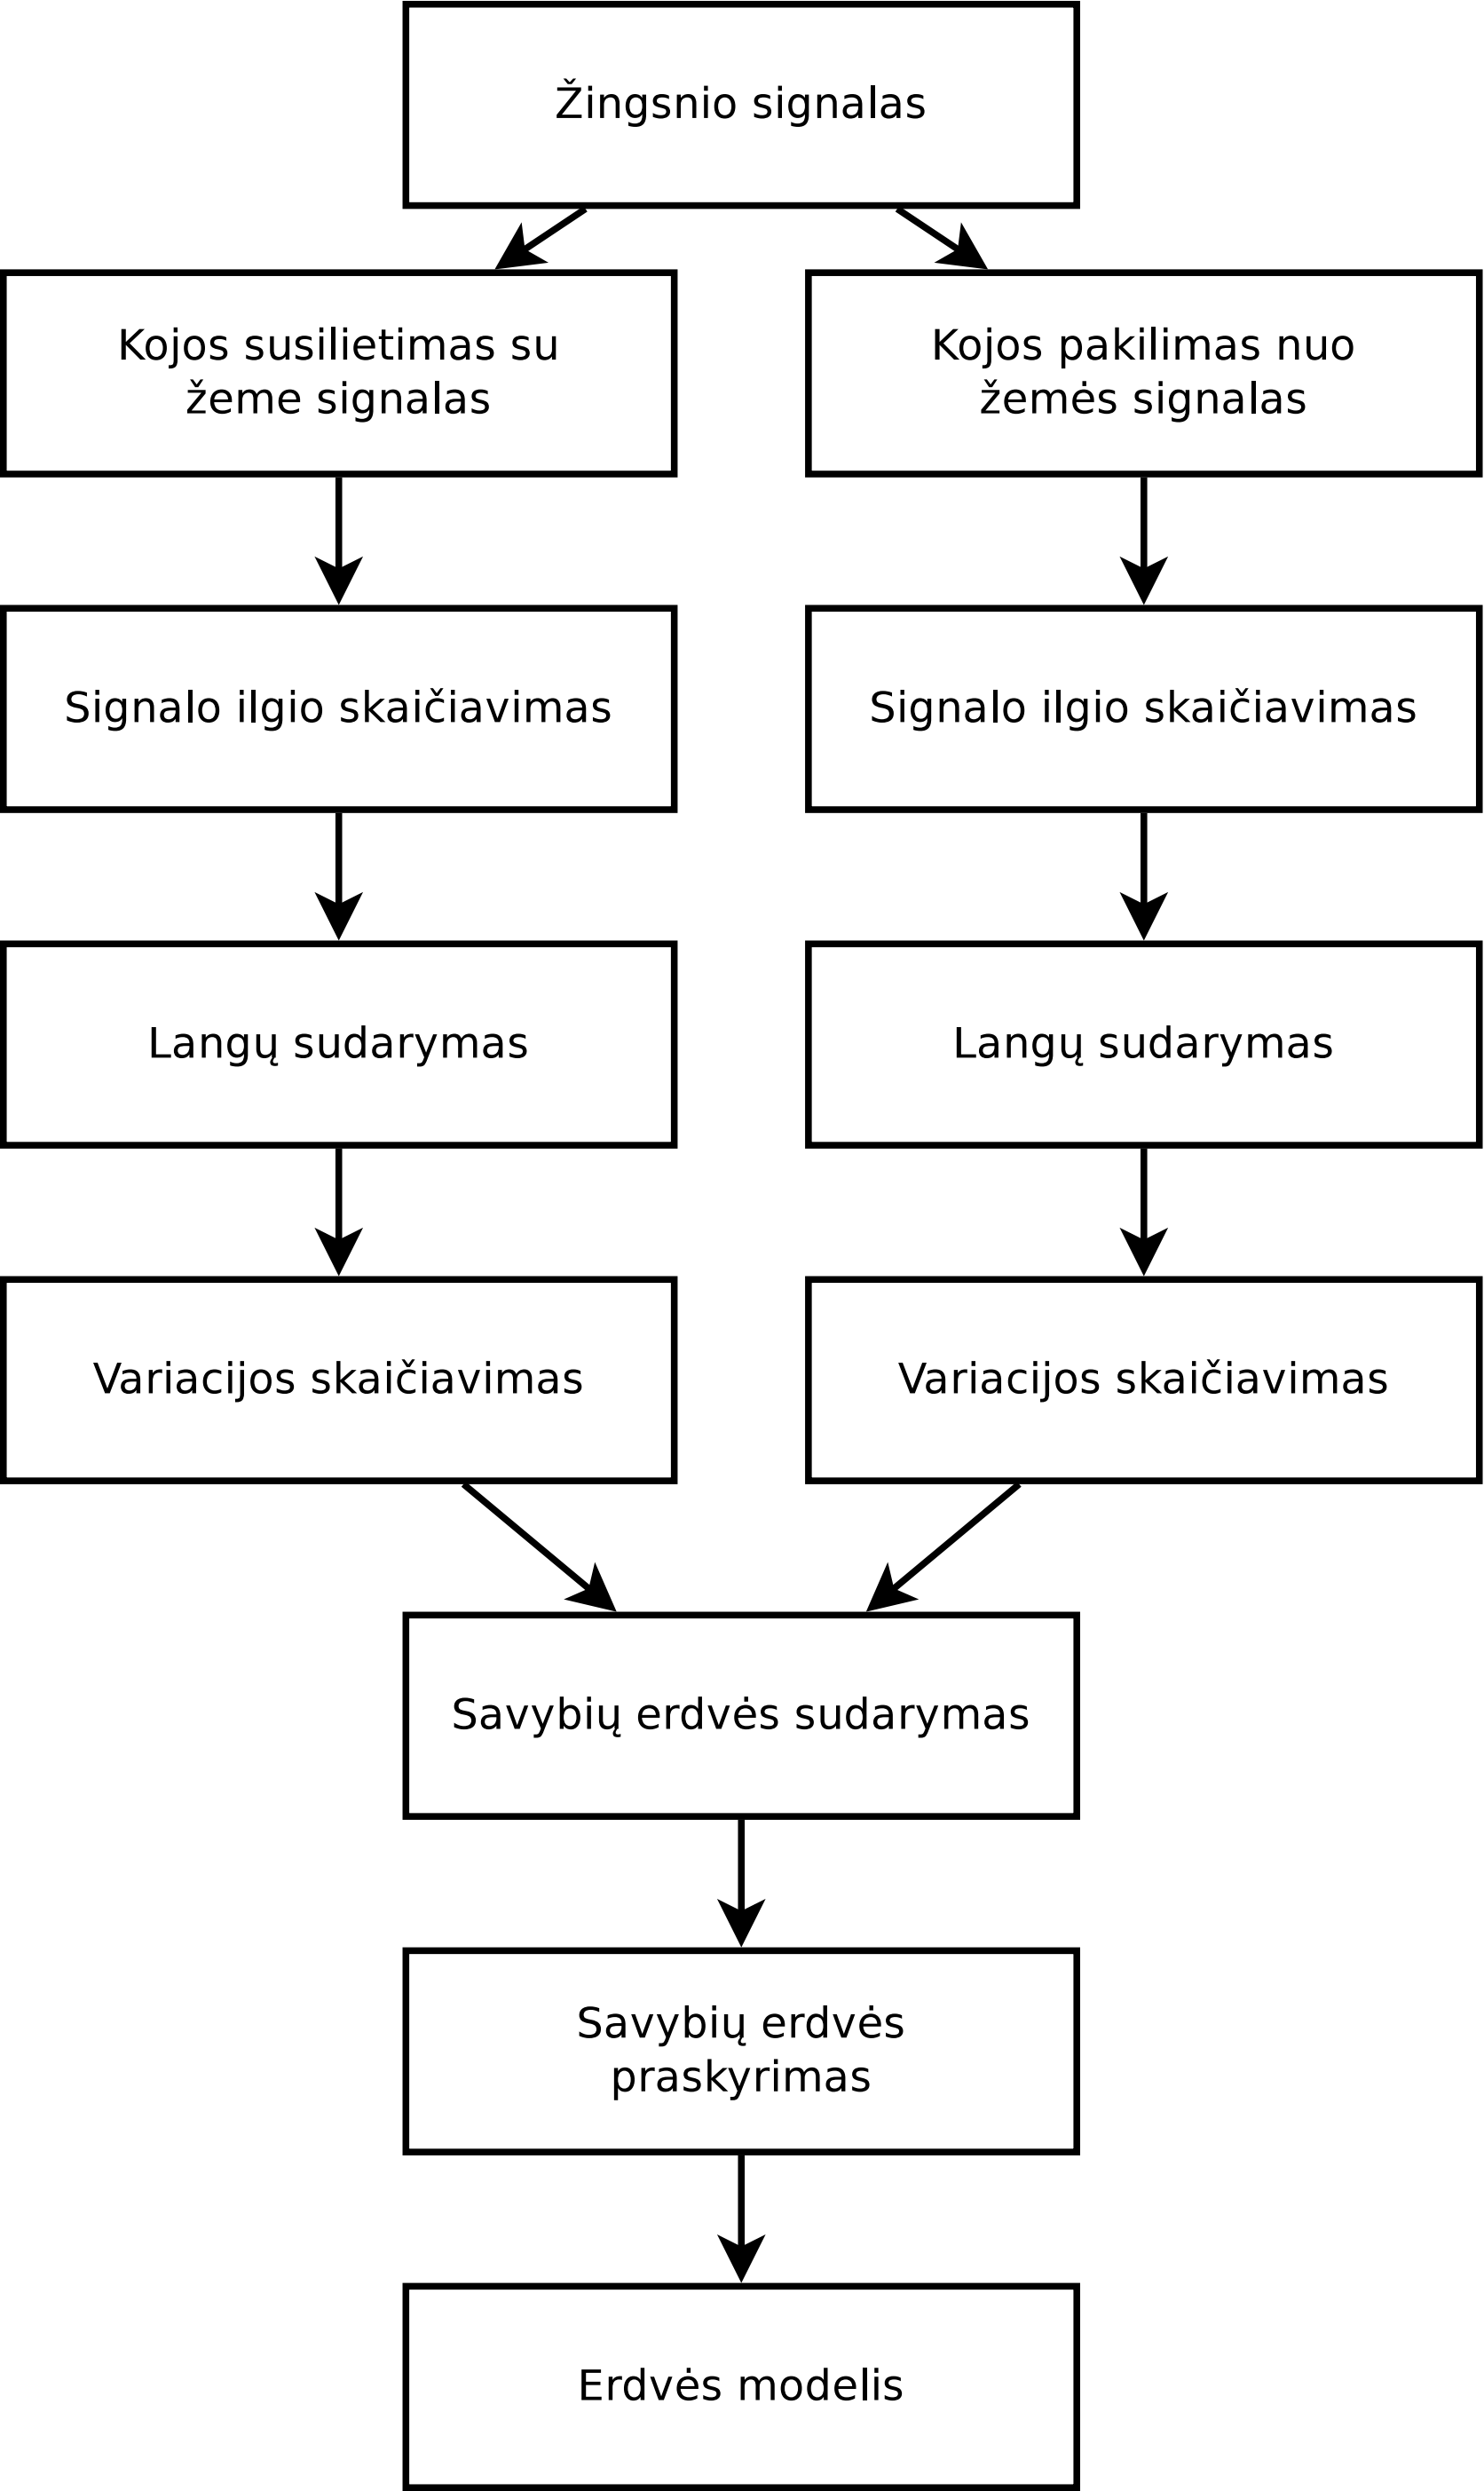 Žingsnio signalas
Kojos susilietimas su
žeme signalas
Kojos pakilimas nuo
žemės signalas
Signalo ilgio skaičiavimas
Signalo ilgio skaičiavimas
Langų sudarymas
Langų sudarymas
Variacijos skaičiavimas
Variacijos skaičiavimas
Savybių erdvės sudarymas
Savybių erdvės
praskyrimas
Erdvės modelis